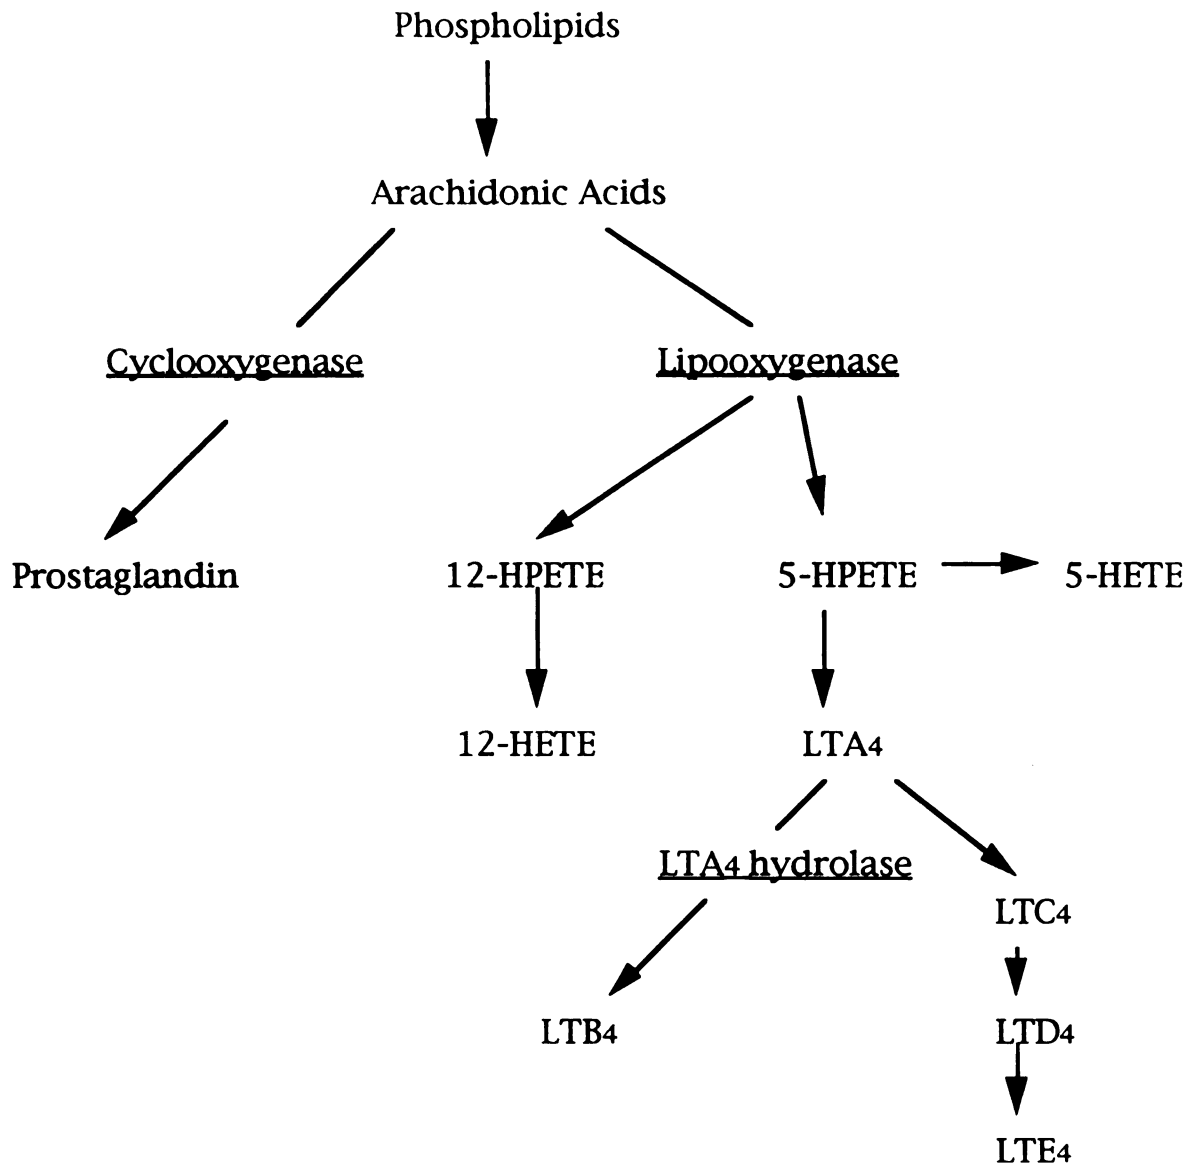 Phospholipids
Arachidonic Acids
Cyclooxygenase
Lipooxygenase
Prostaglandin
12-HPETE
5-HPETE
5-HETE
12-HETE
LTA4
LTA4 hydrolase
LTC4
LTB4
LTD4
LTE4